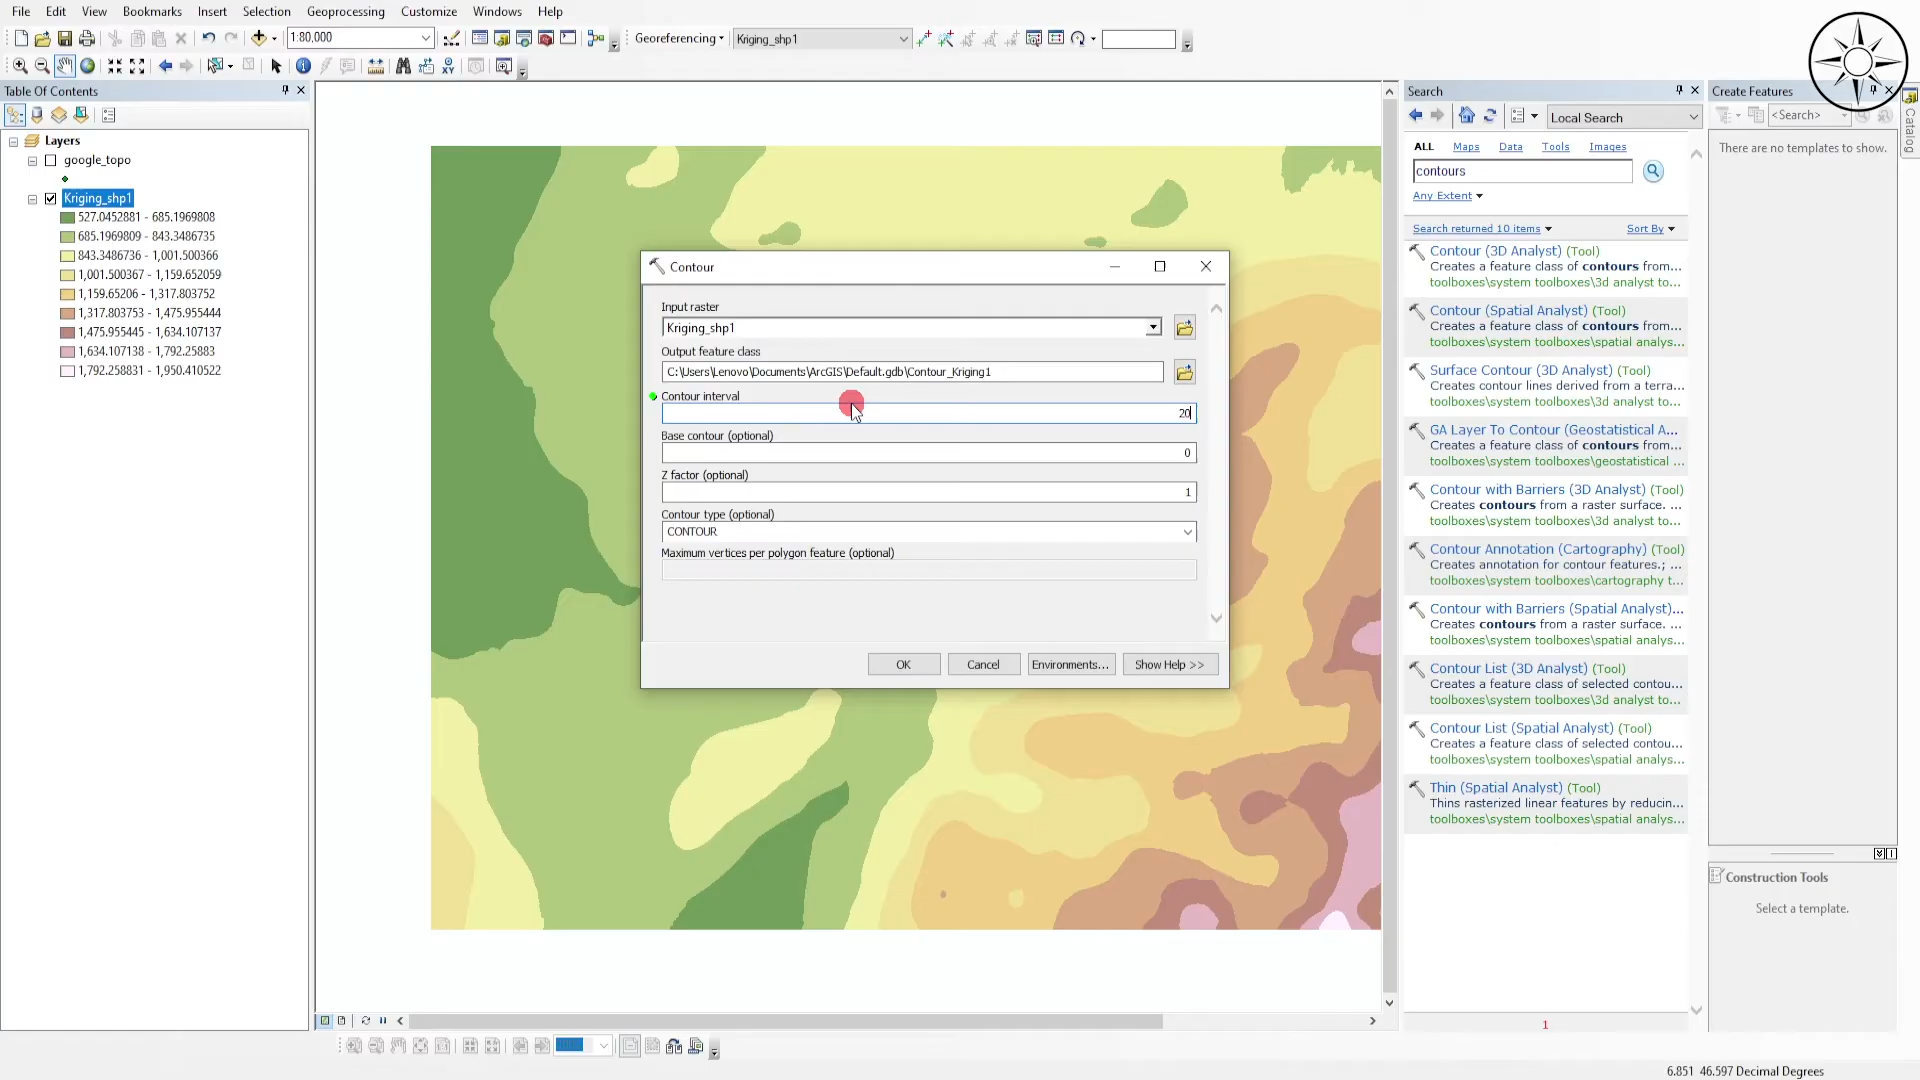 File Edit View Bookmarks Insert Selection Geoprocessing Customize Windows Help
1:80,000
Georeferencing
Kriging_shp1
Table Of Contents
Layers
google_topo
Kriging_shp1
527.0452881 - 685.1969808
685.1969809 - 843.3486735
843.3486736 - 1,001.500366
1,001.500367 - 1,159.652059
1,159.65206 - 1,317.803752
1,317.803753 - 1,475.955444
1,475.955445 - 1,634.107137
1,634.107138 - 1,792.25883
1,792.258831 - 1,950.410522
Contour
Input raster
Kriging_shp1
Output feature class
C:\Users\Lenovo\Documents\ArcGIS\Default.gdb\Contour_Kriging1
Contour interval
20
Base contour (optional)
0
Z factor (optional)
1
Contour type (optional)
CONTOUR
Maximum vertices per polygon feature (optional)
OK Cancel Environments... Show Help >>
Search
Local Search
ALL Maps Data Tools Images
contours
Any Extent
Search returned 10 items Sort By
Contour (3D Analyst) (Tool)
Creates a feature class of contours from...
toolboxes\system toolboxes\3d analyst to...
Contour (Spatial Analyst) (Tool)
Creates a feature class of contours from...
toolboxes\system toolboxes\spatial analys...
Surface Contour (3D Analyst) (Tool)
Creates contour lines derived from a terra...
toolboxes\system toolboxes\3d analyst to...
GA Layer To Contour (Geostatistical A...
Creates a feature class of contours from...
toolboxes\system toolboxes\geostatistical ...
Contour with Barriers (3D Analyst) (Tool)
Creates contours from a raster surface. ...
toolboxes\system toolboxes\3d analyst to...
Contour Annotation (Cartography) (Tool)
Creates annotation for contour features.; ...
toolboxes\system toolboxes\cartography t...
Contour with Barriers (Spatial Analyst)...
Creates contours from a raster surface. ...
toolboxes\system toolboxes\spatial analys...
Contour List (3D Analyst) (Tool)
Creates a feature class of selected contou...
toolboxes\system toolboxes\3d analyst to...
Contour List (Spatial Analyst) (Tool)
Creates a feature class of selected contou...
toolboxes\system toolboxes\spatial analys...
Thin (Spatial Analyst) (Tool)
Thins rasterized linear features by reducin...
toolboxes\system toolboxes\spatial analys...
1
Create Features
<Search>
There are no templates to show.
Catalog
Construction Tools
Select a template.
6.851 46.597 Decimal Degrees